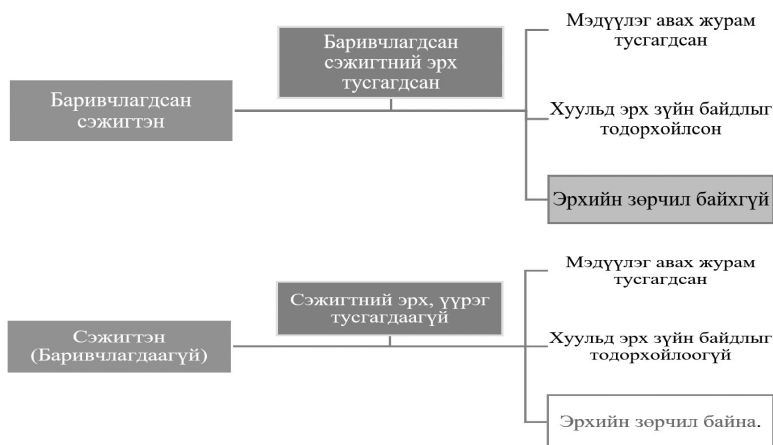 Баривчлагдсан
сэжигтэн
Баривчлагдсан
сэжигтний эрх
тусгагдсан
Мэдүүлэг авах журам
тусгагдсан
Хуульд эрх зүйн байдлыг
тодорхойлсон
Эрхийн зөрчил байхгүй
Сэжигтэн
(Баривчлагдаагүй)
Сэжигтний эрх, үүрэг
тусгагдаагүй
Мэдүүлэг авах журам
тусгагдсан
Хуульд эрх зүйн байдлыг
тодорхойлоогүй
Эрхийн зөрчил байна.